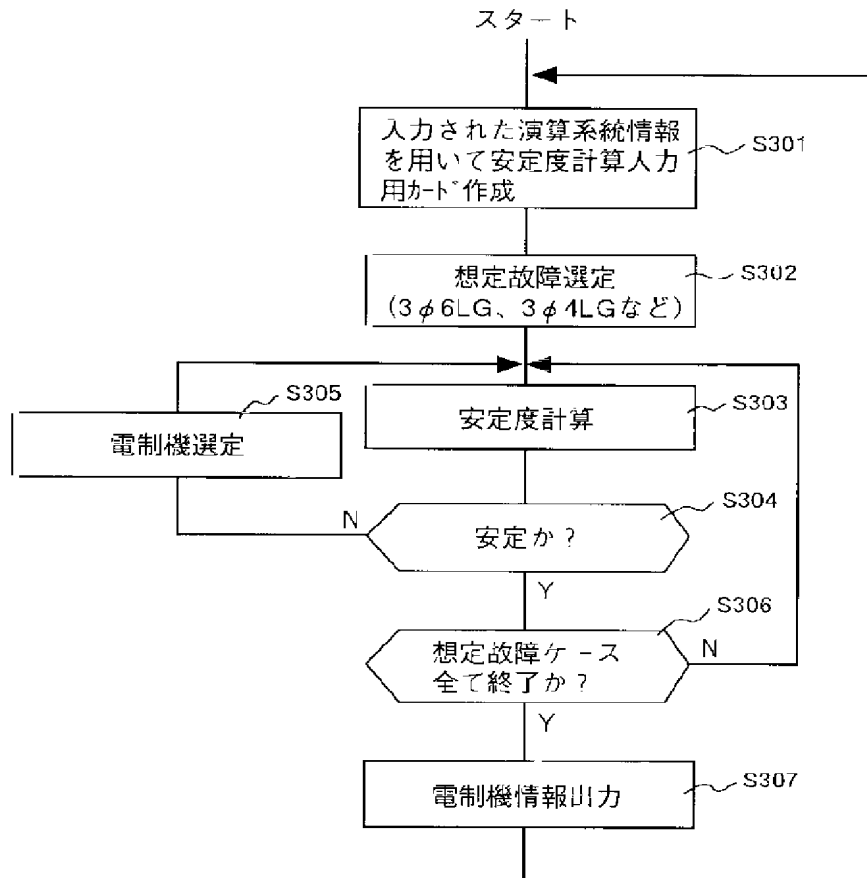 スタート
入力された演算系統情報
を用いて安定度計算入力
用ｶｰﾄﾞ作成
S301
想定故障選定
(3φ6LG、3φ4LGなど)
S302
S305
電制機選定
安定度計算
S303
S304
N
安定か？
Y
S306
想定故障ケース
全て終了か？
N
Y
電制機情報出力
S307